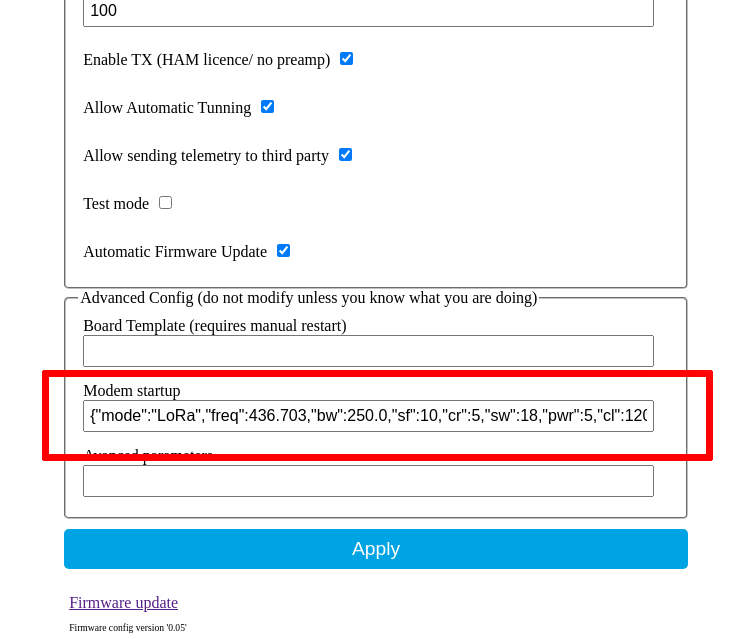 100
Enable TX (HAM licence/ no preamp)
Allow Automatic Tunning
Allow sending telemetry to third party
Test mode
Automatic Firmware Update
Advanced Config (do not modify unless you know what you are doing)
Board Template (requires manual restart)
Modem startup
{"mode":"LoRa","freq":436.703,"bw":250.0,"sf":10,"cr":5,"sw":18,"pwr":5,"cl":120
Avanced parameters
Apply
Firmware update
Firmware config version '0.05'